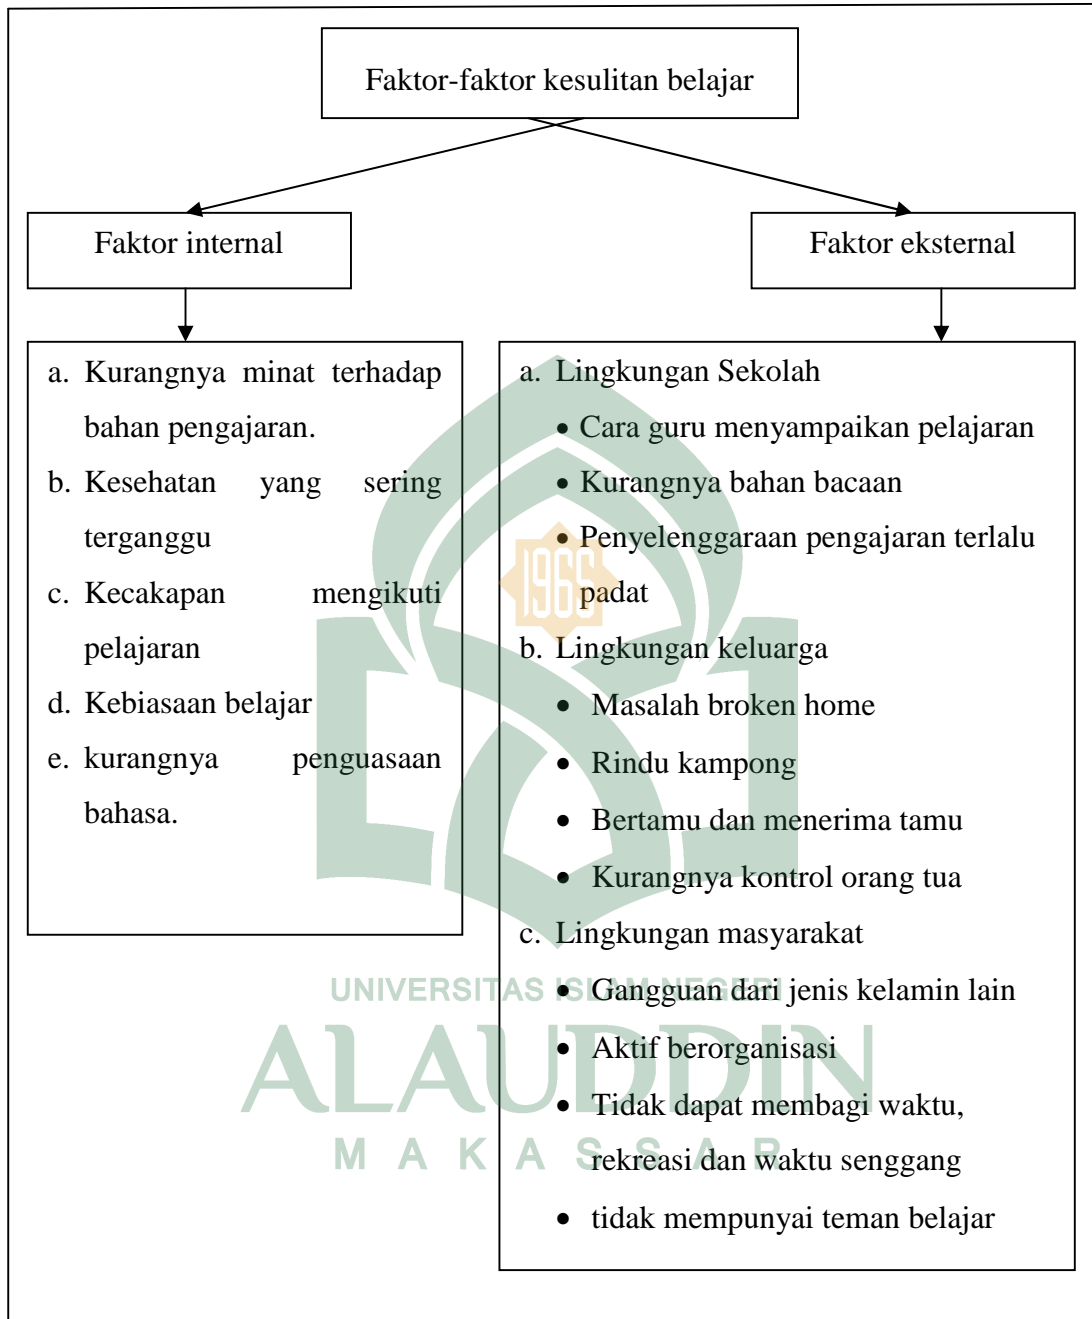 Faktor-faktor kesulitan belajar
Faktor internal
Faktor eksternal
a. Kurangnya minat terhadap
bahan pengajaran.
b. Kesehatan yang sering
terganggu
c. Kecakapan mengikuti
pelajaran
d. Kebiasaan belajar
e. kurangnya penguasaan
bahasa.
a. Lingkungan Sekolah
• Cara guru menyampaikan pelajaran
• Kurangnya bahan bacaan
• Penyelenggaraan pengajaran terlalu
padat
b. Lingkungan keluarga
• Masalah broken home
• Rindu kampong
• Bertamu dan menerima tamu
• Kurangnya kontrol orang tua
c. Lingkungan masyarakat
• Gangguan dari jenis kelamin lain
• Aktif berorganisasi
• Tidak dapat membagi waktu,
rekreasi dan waktu senggang
• tidak mempunyai teman belajar
1965
UNIVERSITAS ISLAM NEGERI
ALAUDDIN
MAKASSAR